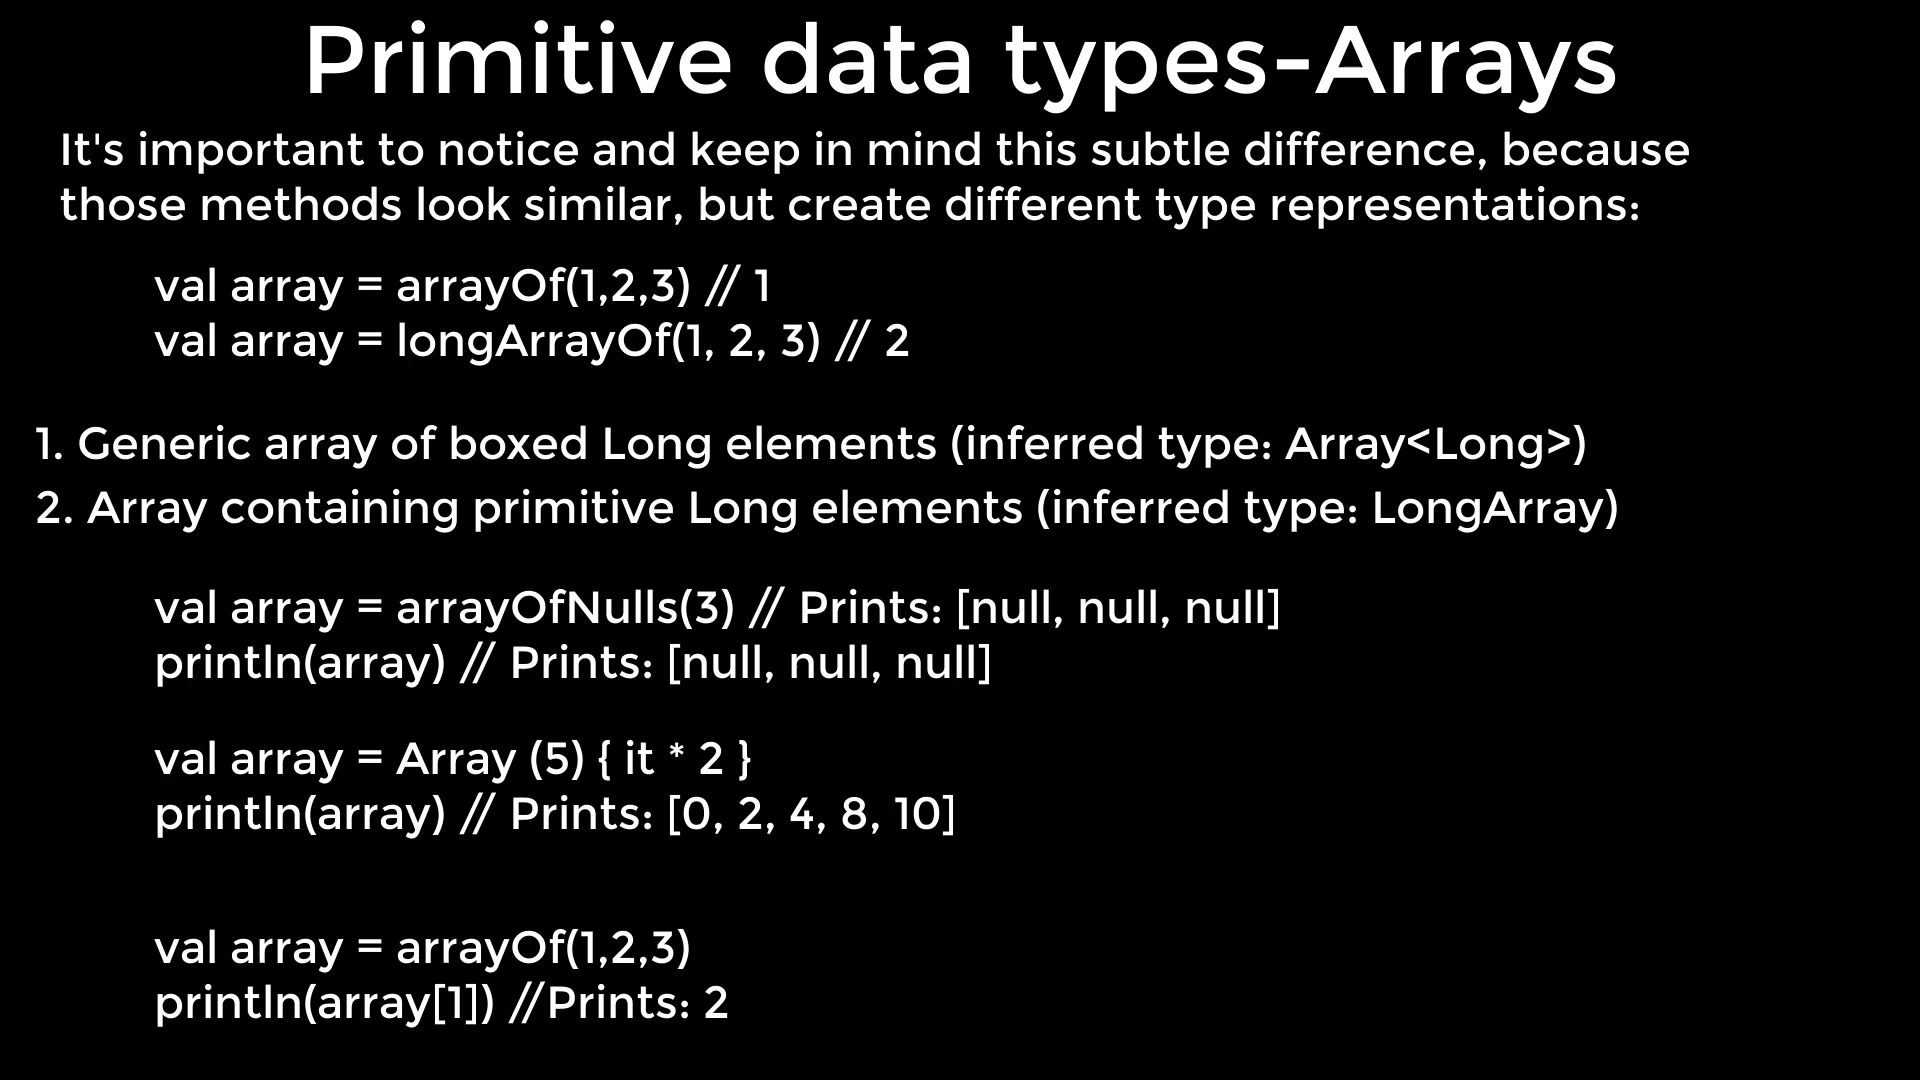 Primitive data types-Arrays
It's important to notice and keep in mind this subtle difference, because
those methods look similar, but create different type representations:
val array = arrayOf(1,2,3) // 1
val array = longArrayOf(1, 2, 3) // 2
1. Generic array of boxed Long elements (inferred type: Array<Long>)
2. Array containing primitive Long elements (inferred type: LongArray)
val array = arrayOfNulls(3) // Prints: [null, null, null]
println(array) // Prints: [null, null, null]
val array = Array (5) { it * 2 }
println(array) // Prints: [0, 2, 4, 8, 10]
val array = arrayOf(1,2,3)
println(array[1]) //Prints: 2